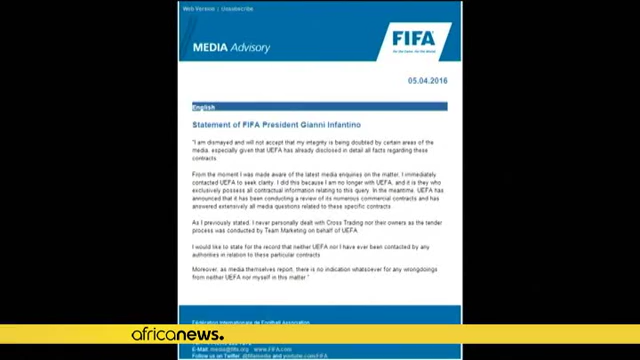 Web Version | Unsubscribe
MEDIA Advisory
FIFA
For the Game. For the World.
05.04.2016
English
Statement of FIFA President Gianni Infantino
"I am dismayed and will not accept that my integrity is being doubted by certain areas of the
media, especially given that UEFA has already disclosed in detail all facts regarding these
contracts.
From the moment I was made aware of the latest media enquiries on the matter, I immediately
contacted UEFA to seek clarity. I did this because I am no longer with UEFA, and it is they who
exclusively possess all contractual information relating to this query. In the meantime, UEFA has
announced that it has been conducting a review of its numerous commercial contracts and has
answered extensively all media questions related to these specific contracts.
As I previously stated, I never personally dealt with Cross Trading nor their owners as the tender
process was conducted by Team Marketing on behalf of UEFA.
I would like to state for the record that neither UEFA nor I have ever been contacted by any
authorities in relation to these particular contracts.
Moreover, as media themselves report, there is no indication whatsoever for any wrongdoings
from neither UEFA nor myself in this matter."
Fédération Internationale de Football Association
E-Mail: media@fifa.org www.FIFA.com
Follow us on Twitter: @fifamedia and youtube.com/FIFA
africanews.